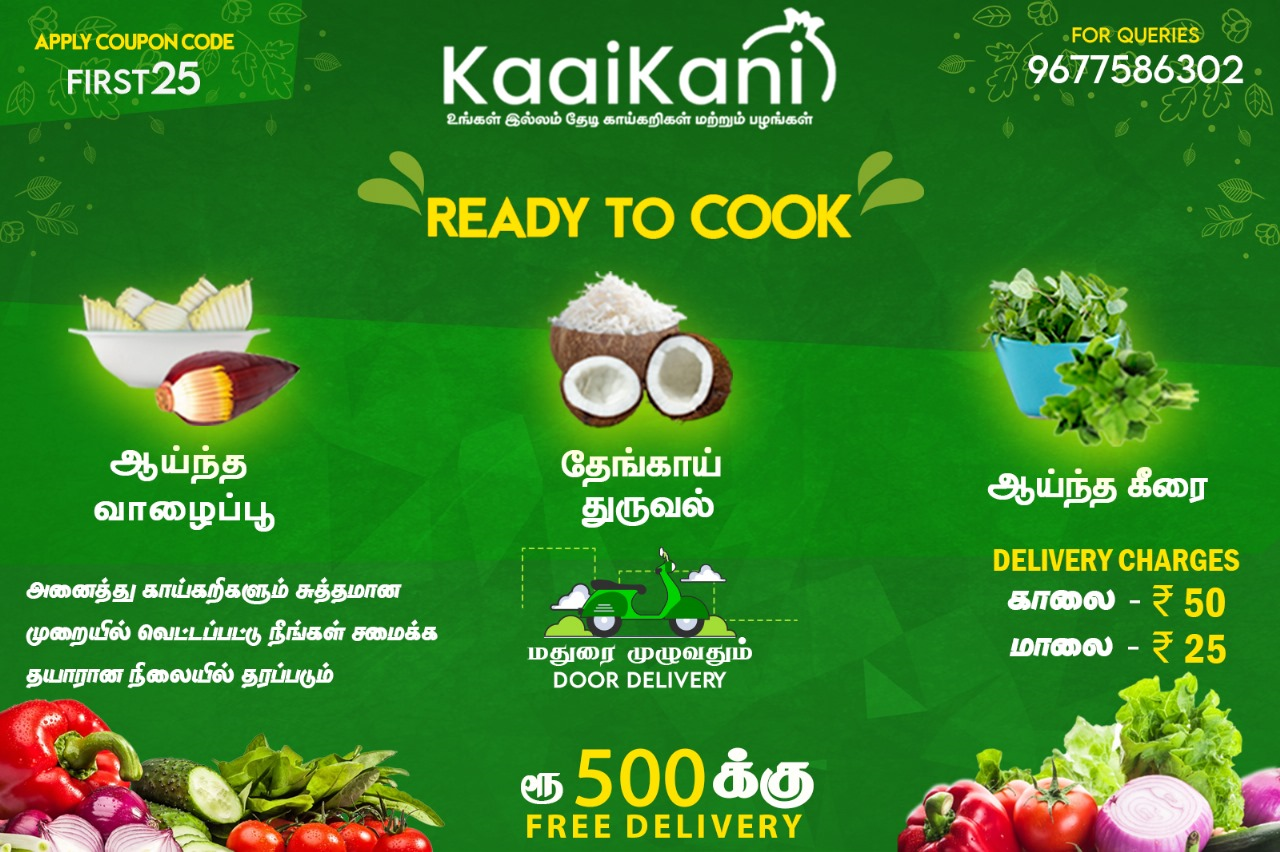 APPLY COUPON CODE
FIRST25
KaaiKani
உங்கள் இல்லம் தேடி காய்கறிகள் மற்றும் பழங்கள்
FOR QUERIES
9677586302
READY TO COOK
ஆய்ந்த
வாழைப்பூ
தேங்காய்
துருவல்
ஆய்ந்த கீரை
அனைத்து காய்கறிகளும் சுத்தமான
முறையில் வெட்டப்பட்டு நீங்கள் சமைக்க
தயாரான நிலையில் தரப்படும்
மதுரை முழுவதும்
DOOR DELIVERY
DELIVERY CHARGES
காலை - ₹ 50
மாலை - ₹ 25
ரூ 500க்கு
FREE DELIVERY